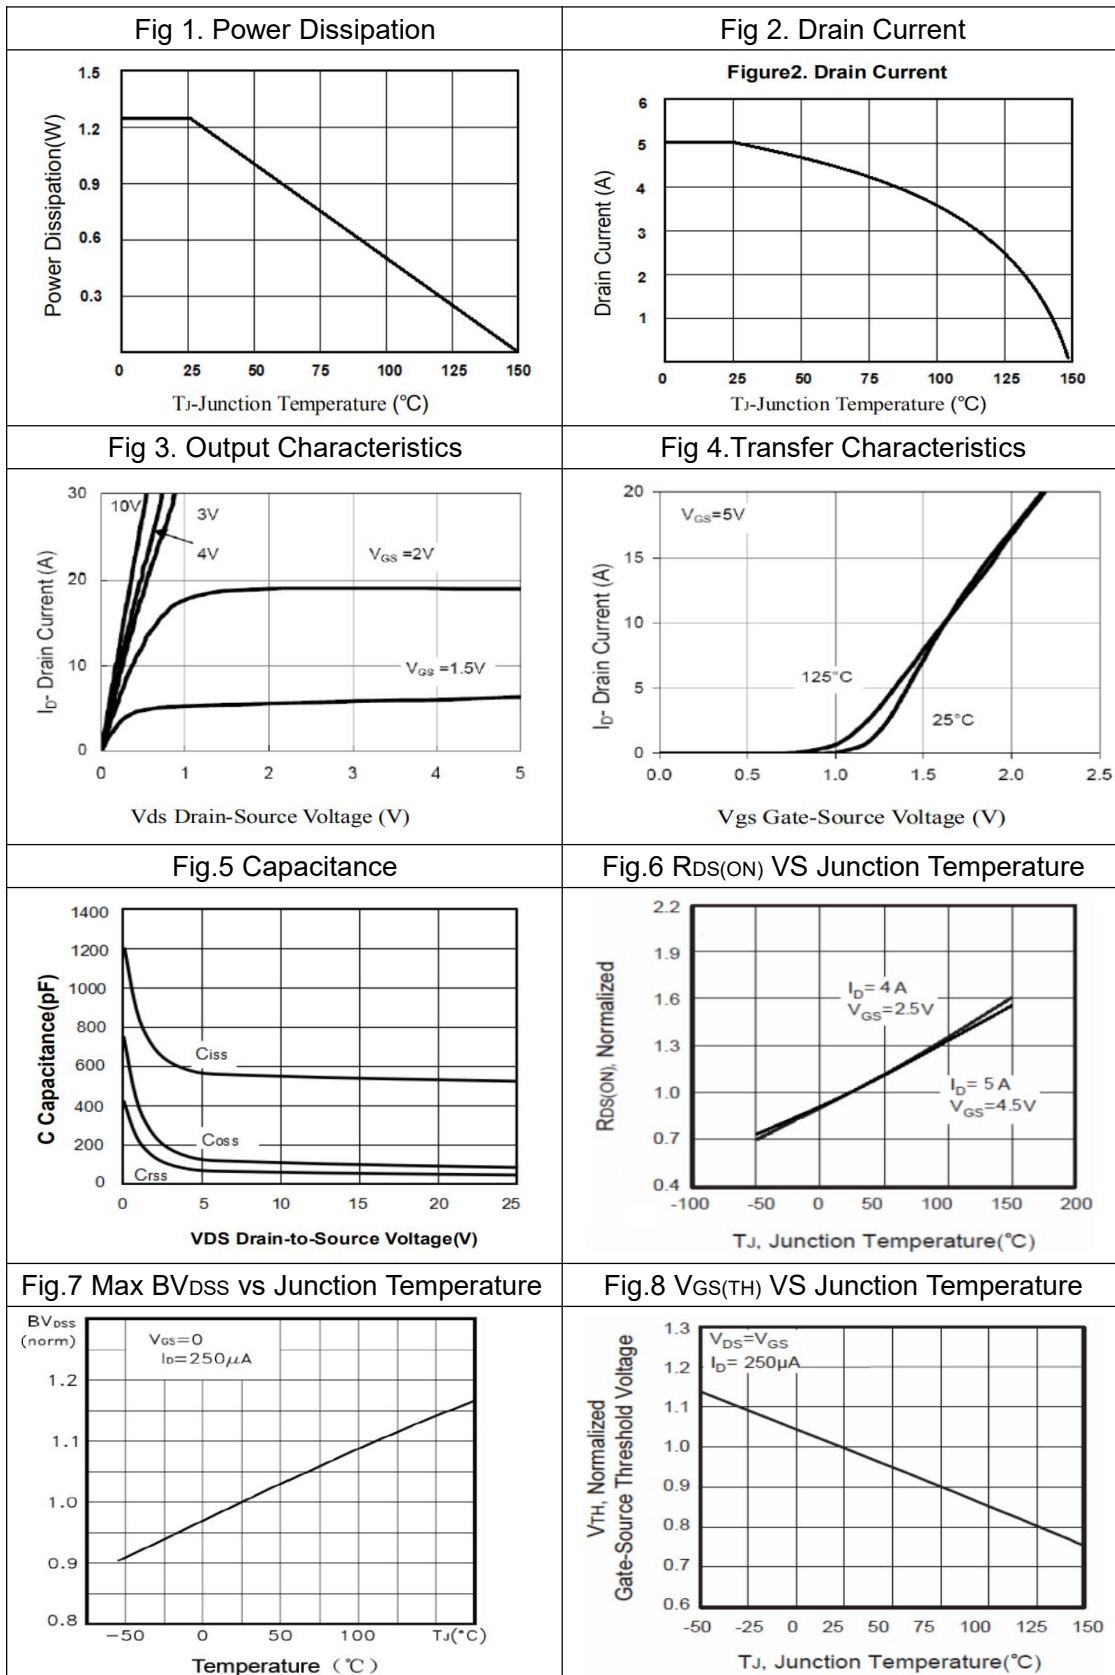 Fig 1. Power Dissipation
Power Dissipation(W)
1.5
1.2
0.9
0.6
0.3
0 25 50 75 100 125 150
TJ-Junction Temperature (℃)
Fig 2. Drain Current
Figure2. Drain Current
Drain Current (A)
6
5
4
3
2
1
0 25 50 75 100 125 150
TJ-Junction Temperature (℃)
Fig 3. Output Characteristics
ID- Drain Current (A)
30
20
10
0
10V
3V
4V
VGS =2V
VGS =1.5V
0 1 2 3 4 5
Vds Drain-Source Voltage (V)
Fig 4.Transfer Characteristics
ID- Drain Current (A)
20
15
10
5
0
VGS=5V
125°C
25°C
0.0 0.5 1.0 1.5 2.0 2.5
Vgs Gate-Source Voltage (V)
Fig.5 Capacitance
C Capacitance(pF)
1400
1200
1000
800
600
400
200
0
Ciss
Coss
Crss
0 5 10 15 20 25
VDS Drain-to-Source Voltage(V)
Fig.6 RDS(ON) VS Junction Temperature
RDS(ON), Normalized
2.2
1.9
1.6
1.3
1.0
0.7
0.4
ID= 4A
VGS=2.5V
ID= 5A
VGS=4.5V
-100 -50 0 50 100 150 200
TJ, Junction Temperature(°C)
Fig.7 Max BVDSS vs Junction Temperature
BVDSS
(norm)
VGS=0
ID=250μA
1.2
1.1
1.0
0.9
0.8
−50 0 50 100 TJ(°C)
Temperature (℃)
Fig.8 VGS(TH) VS Junction Temperature
VTH, Normalized
Gate-Source Threshold Voltage
1.3
1.2
1.1
1.0
0.9
0.8
0.7
0.6
VDS=VGS
ID= 250μA
-50 -25 0 25 50 75 100 125 150
TJ, Junction Temperature(°C)